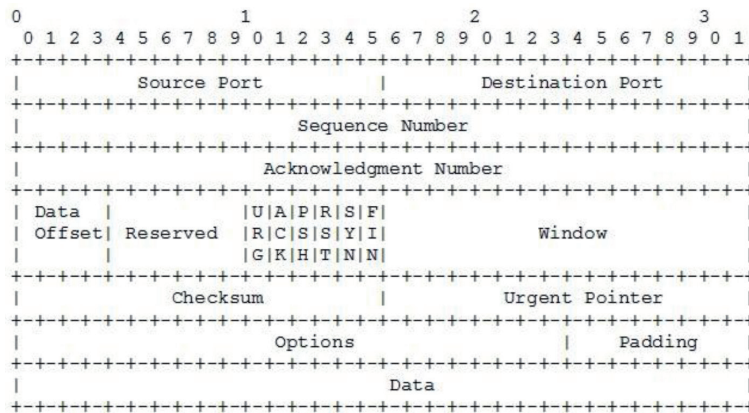 0                   1                   2                   3
 0 1 2 3 4 5 6 7 8 9 0 1 2 3 4 5 6 7 8 9 0 1 2 3 4 5 6 7 8 9 0 1
+-+-+-+-+-+-+-+-+-+-+-+-+-+-+-+-+-+-+-+-+-+-+-+-+-+-+-+-+-+-+-+-
|          Source Port          |        Destination Port       |
+-+-+-+-+-+-+-+-+-+-+-+-+-+-+-+-+-+-+-+-+-+-+-+-+-+-+-+-+-+-+-+-
|                        Sequence Number                        |
+-+-+-+-+-+-+-+-+-+-+-+-+-+-+-+-+-+-+-+-+-+-+-+-+-+-+-+-+-+-+-+-
|                     Acknowledgment Number                     |
+-+-+-+-+-+-+-+-+-+-+-+-+-+-+-+-+-+-+-+-+-+-+-+-+-+-+-+-+-+-+-+-
|  Data |           |U|A|P|R|S|F|                               |
| Offset| Reserved  |R|C|S|S|Y|I|             Window            |
|       |           |G|K|H|T|N|N|                               |
+-+-+-+-+-+-+-+-+-+-+-+-+-+-+-+-+-+-+-+-+-+-+-+-+-+-+-+-+-+-+-+-
|            Checksum           |         Urgent Pointer        |
+-+-+-+-+-+-+-+-+-+-+-+-+-+-+-+-+-+-+-+-+-+-+-+-+-+-+-+-+-+-+-+-
|                      Options                  |    Padding    |
+-+-+-+-+-+-+-+-+-+-+-+-+-+-+-+-+-+-+-+-+-+-+-+-+-+-+-+-+-+-+-+-
|                              Data                             |
+-+-+-+-+-+-+-+-+-+-+-+-+-+-+-+-+-+-+-+-+-+-+-+-+-+-+-+-+-+-+-+-